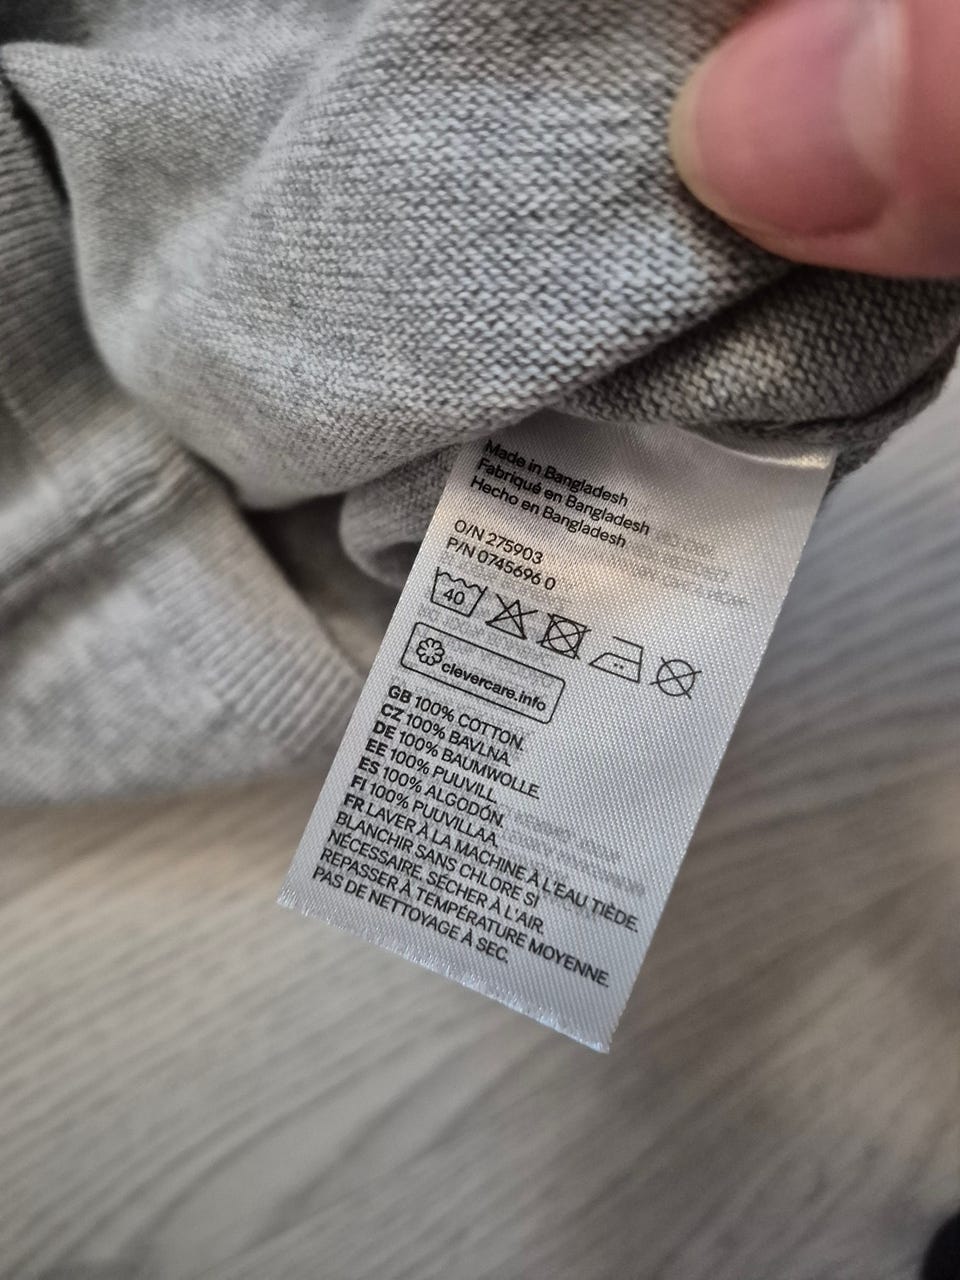 Made in Bangladesh
Fabriqué en Bangladesh
Hecho en Bangladesh
O/N 275903
P/N 0745696 0
40
clevercare.info
GB 100% COTTON.
CZ 100% BAVLNA.
DE 100% BAUMWOLLE.
EE 100% PUUVILL.
ES 100% ALGODÓN.
FI 100% PUUVILLAA.
FR LAVER À LA MACHINE À L'EAU TIÈDE.
BLANCHIR SANS CHLORE SI
NÉCESSAIRE. SÉCHER À L'AIR.
REPASSER À TEMPÉRATURE MOYENNE.
PAS DE NETTOYAGE À SEC.